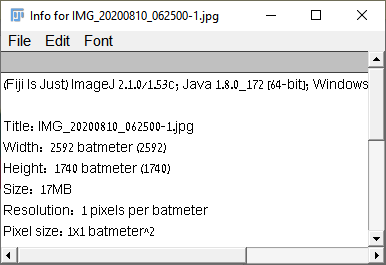 Info for IMG_20200810_062500-1.jpg
File Edit Font
(Fiji Is Just) ImageJ 2.1.0/1.53c; Java 1.8.0_172 [64-bit]; Windows
Title: IMG_20200810_062500-1.jpg
Width: 2592 batmeter (2592)
Height: 1740 batmeter (1740)
Size: 17MB
Resolution: 1 pixels per batmeter
Pixel size: 1x1 batmeter^2